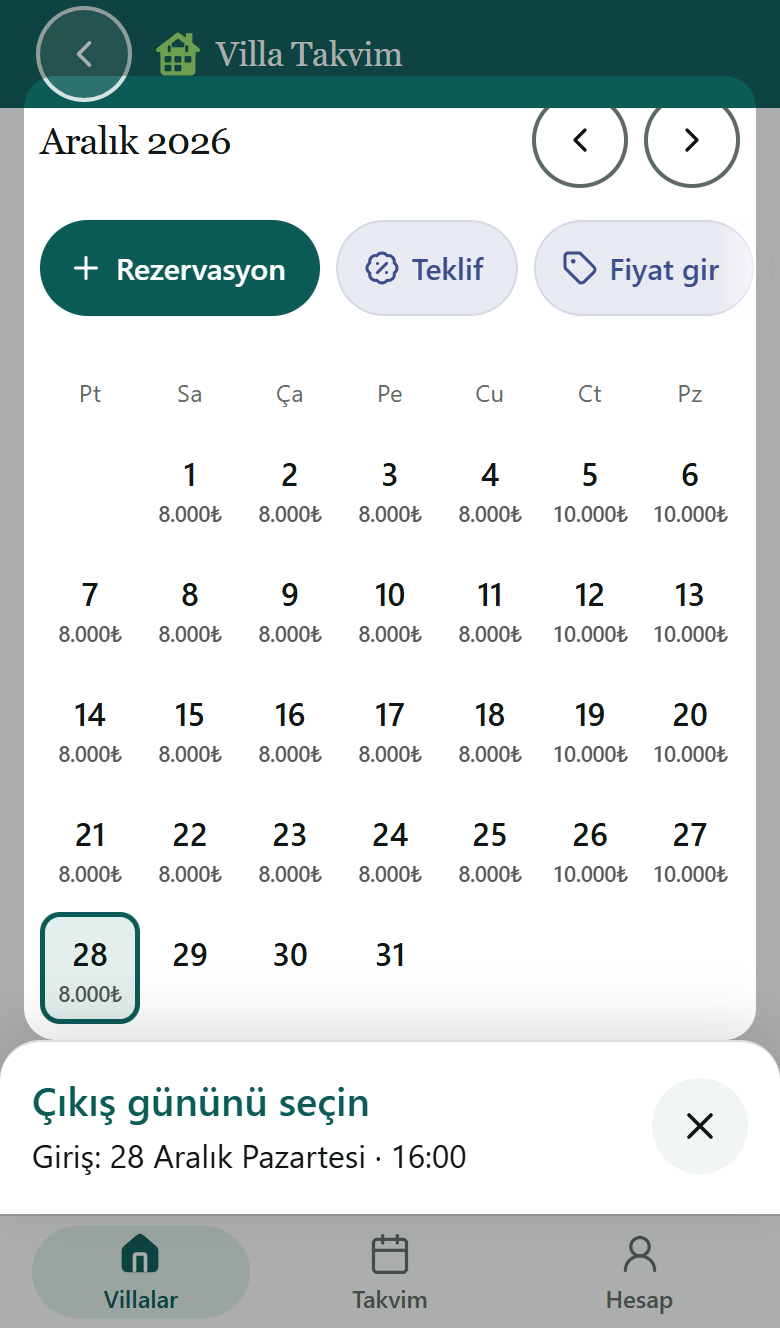 Villa Takvim
Aralık 2026
Rezervasyon Teklif Fiyat gir
Pt Sa Ça Pe Cu Ct Pz
1 2 3 4 5 6
8.000₺ 8.000₺ 8.000₺ 8.000₺ 10.000₺ 10.000₺
7 8 9 10 11 12 13
8.000₺ 8.000₺ 8.000₺ 8.000₺ 8.000₺ 10.000₺ 10.000₺
14 15 16 17 18 19 20
8.000₺ 8.000₺ 8.000₺ 8.000₺ 8.000₺ 10.000₺ 10.000₺
21 22 23 24 25 26 27
8.000₺ 8.000₺ 8.000₺ 8.000₺ 8.000₺ 10.000₺ 10.000₺
28 29 30 31
8.000₺
Çıkış gününü seçin
Giriş: 28 Aralık Pazartesi · 16:00
Villalar Takvim Hesap